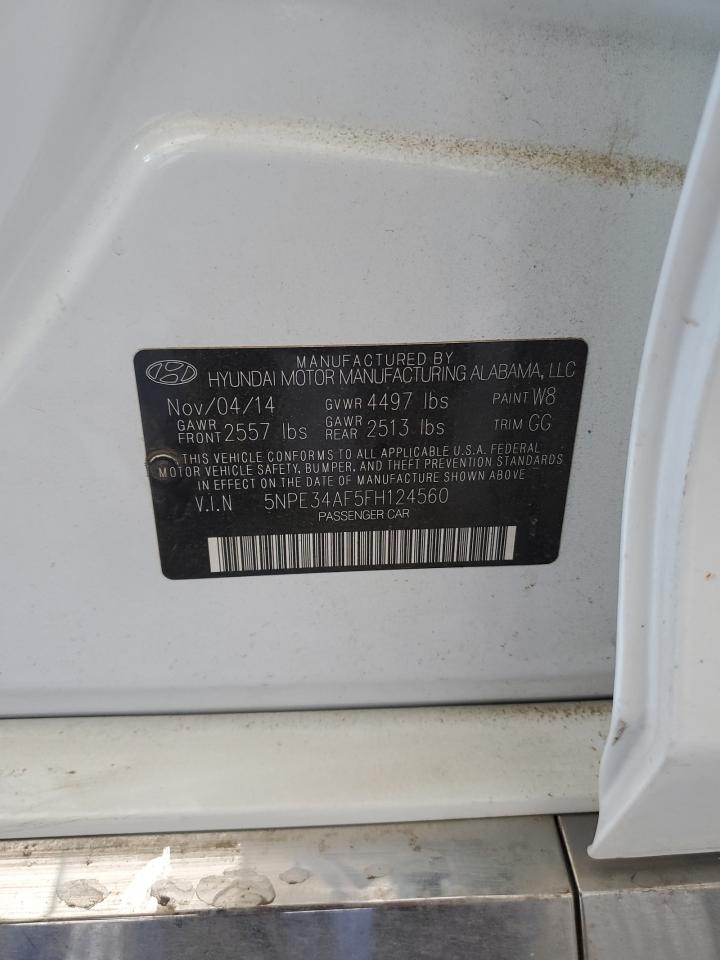 MANUFACTURED BY
HYUNDAI MOTOR MANUFACTURING ALABAMA, LLC
Nov/04/14 GVWR 4497 lbs PAINT W8
GAWR FRONT 2557 lbs GAWR REAR 2513 lbs TRIM GG
THIS VEHICLE CONFORMS TO ALL APPLICABLE U.S.A. FEDERAL
MOTOR VEHICLE SAFETY, BUMPER, AND THEFT PREVENTION STANDARDS
IN EFFECT ON THE DATE OF MANUFACTURE SHOWN ABOVE
V.I.N 5NPE34AF5FH124560
PASSENGER CAR